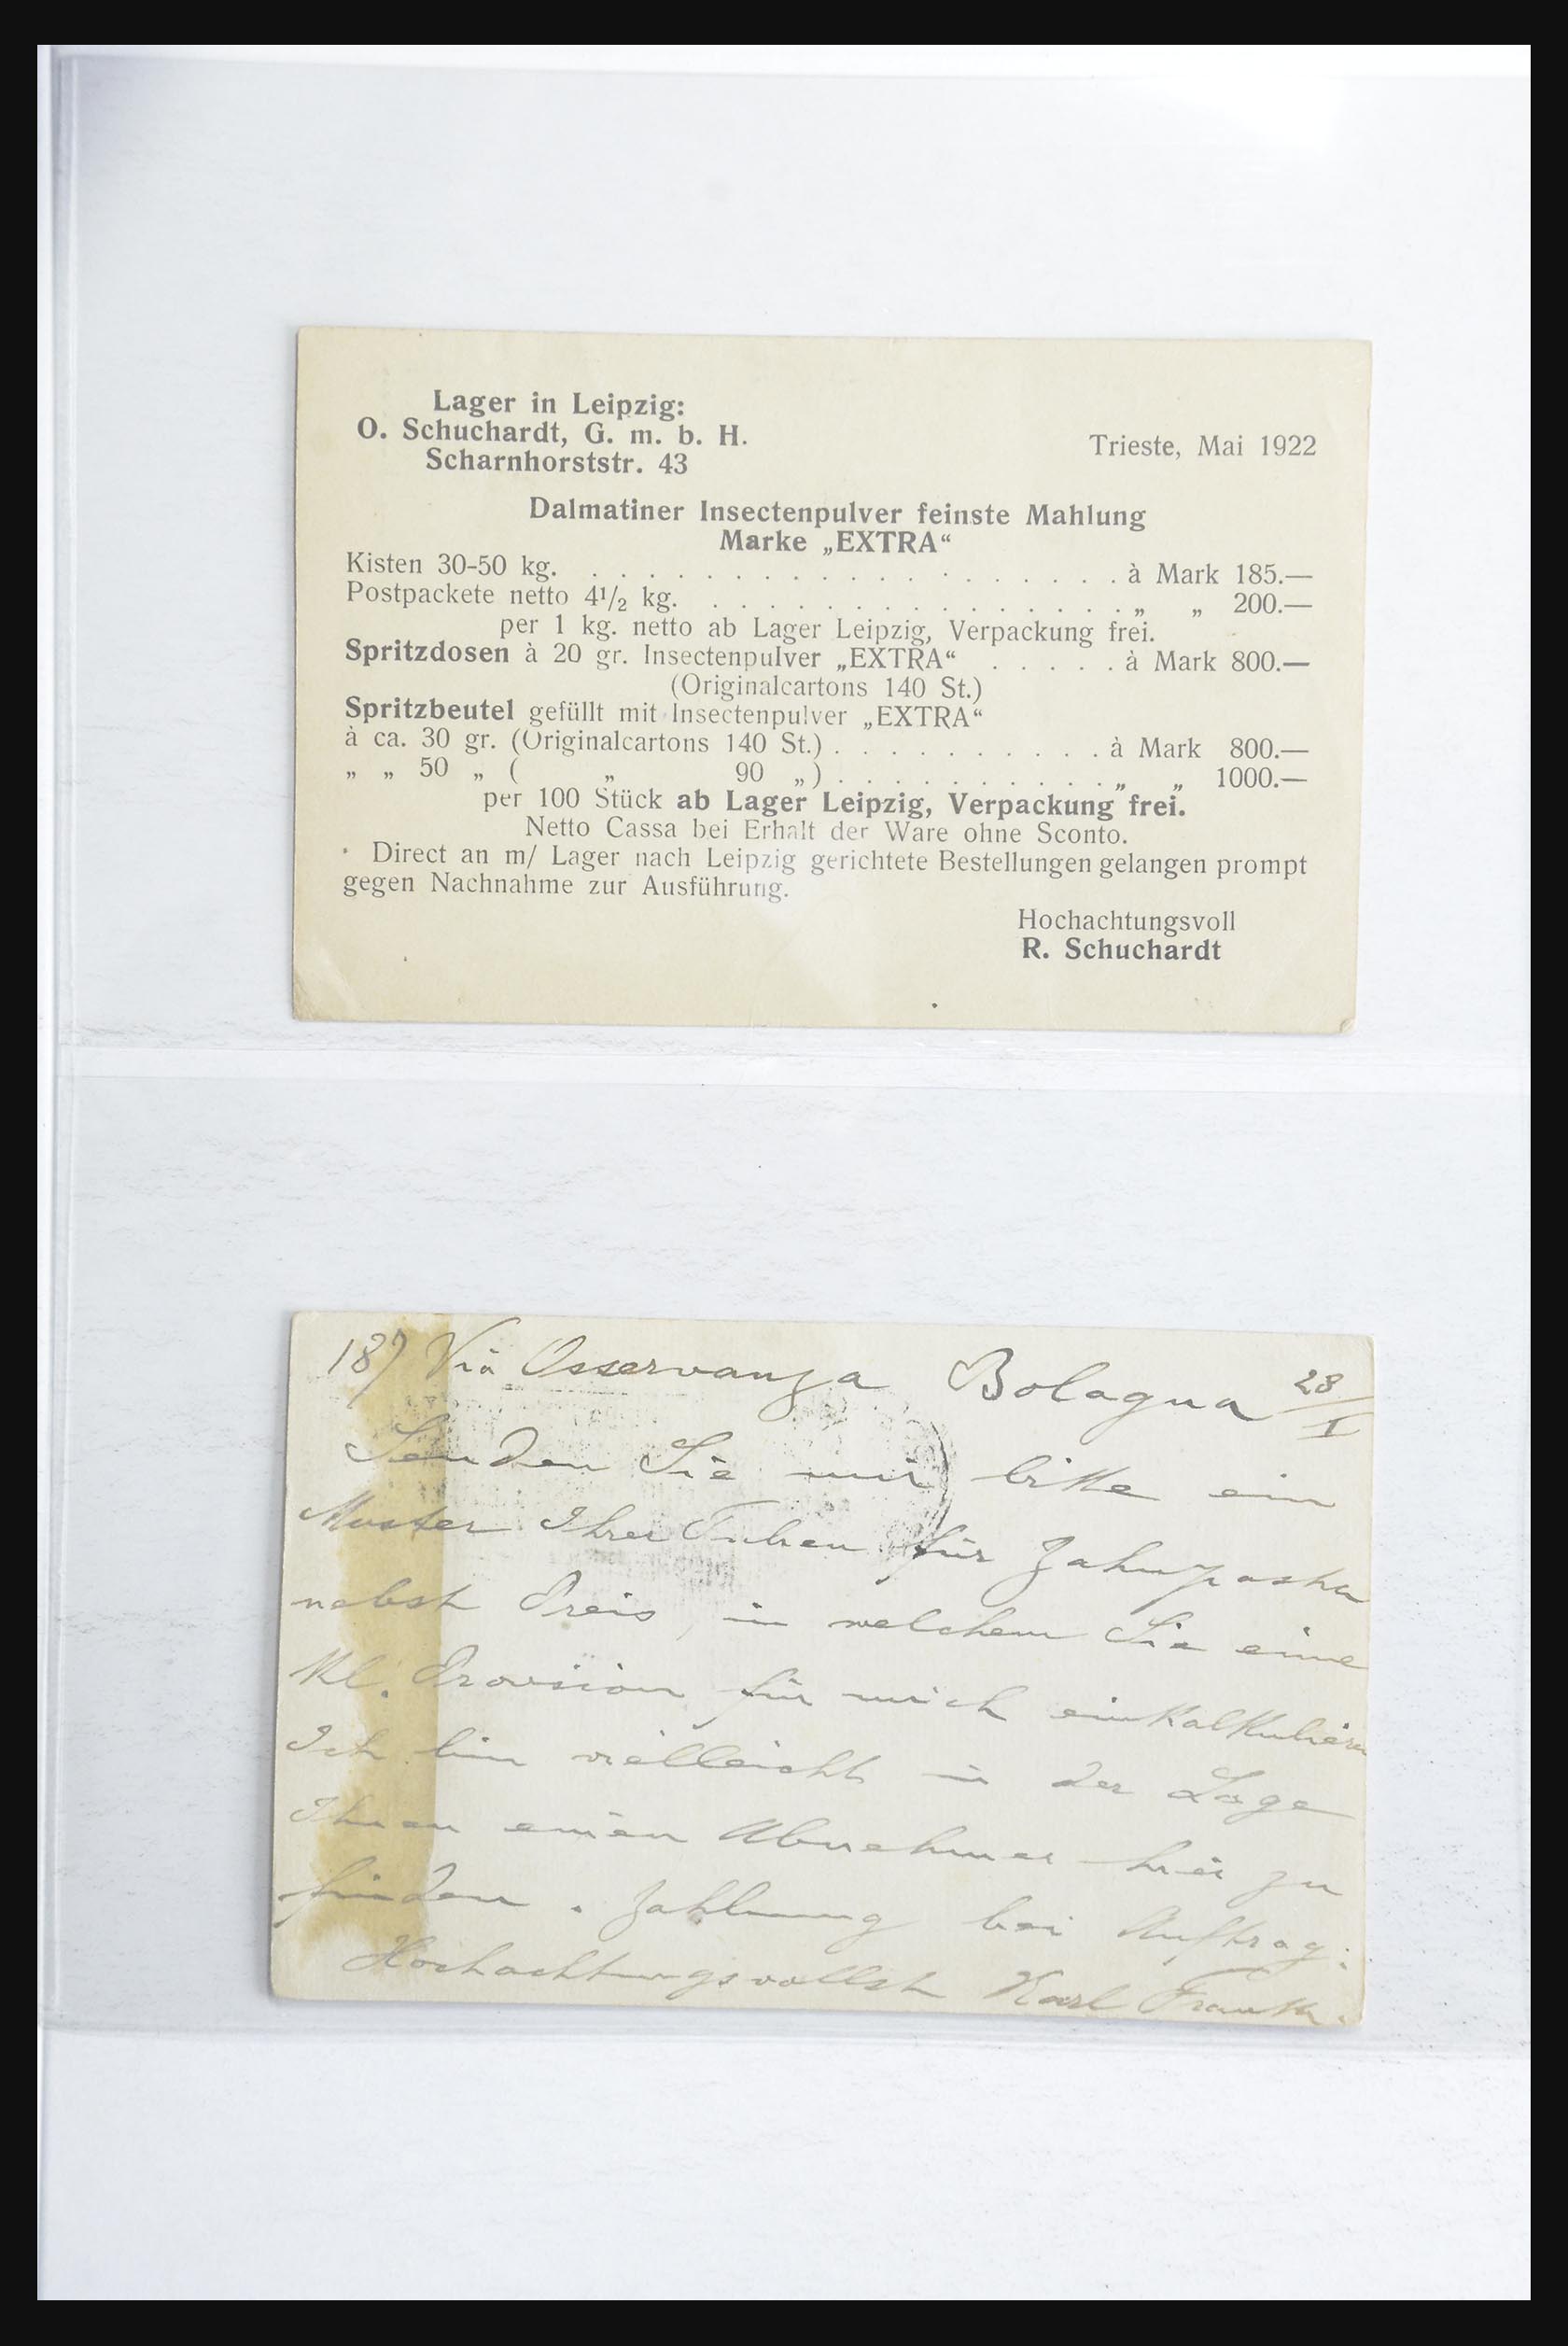 Lager in Leipzig:
O. Schuchardt, G. m. b. H.
Scharnhorststr. 43
Trieste, Mai 1922
Dalmatiner Insectenpulver feinste Mahlung
Marke „EXTRA“
Kisten 30-50 kg. . . . . . . . . . . . . . . . . . . . à Mark 185.—
Postpackete netto 4¹/₂ kg. . . . . . . . . . . . . . . . „ „ 200.—
per 1 kg. netto ab Lager Leipzig, Verpackung frei.
Spritzdosen à 20 gr. Insectenpulver „EXTRA“ . . . . . à Mark 800.—
(Originalcartons 140 St.)
Spritzbeutel gefüllt mit Insectenpulver „EXTRA“
à ca. 30 gr. (Originalcartons 140 St.) . . . . . . . . . . à Mark 800.—
„ „ 50 „ ( „ 90 „ ) . . . . . . . . . . „ „ 1000.—
per 100 Stück ab Lager Leipzig, Verpackung frei.
Netto Cassa bei Erhalt der Ware ohne Sconto.
Direct an m/ Lager nach Leipzig gerichtete Bestellungen gelangen prompt
gegen Nachnahme zur Ausführung.
Hochachtungsvoll
R. Schuchardt
187 Via Osservanza Bologna 28/I
Senden Sie mir bitte ein
Muster Ihrer Tuben für Zahnpasta
nebst Preis, in welchem Sie eine
kl. Provision für mich einkalkulieren
Ich bin vielleicht in der Lage
Ihnen einen Abnehmer hier zu
finden. Zahlung bei Auftrag.
Hochachtungsvollst Karl Frank.